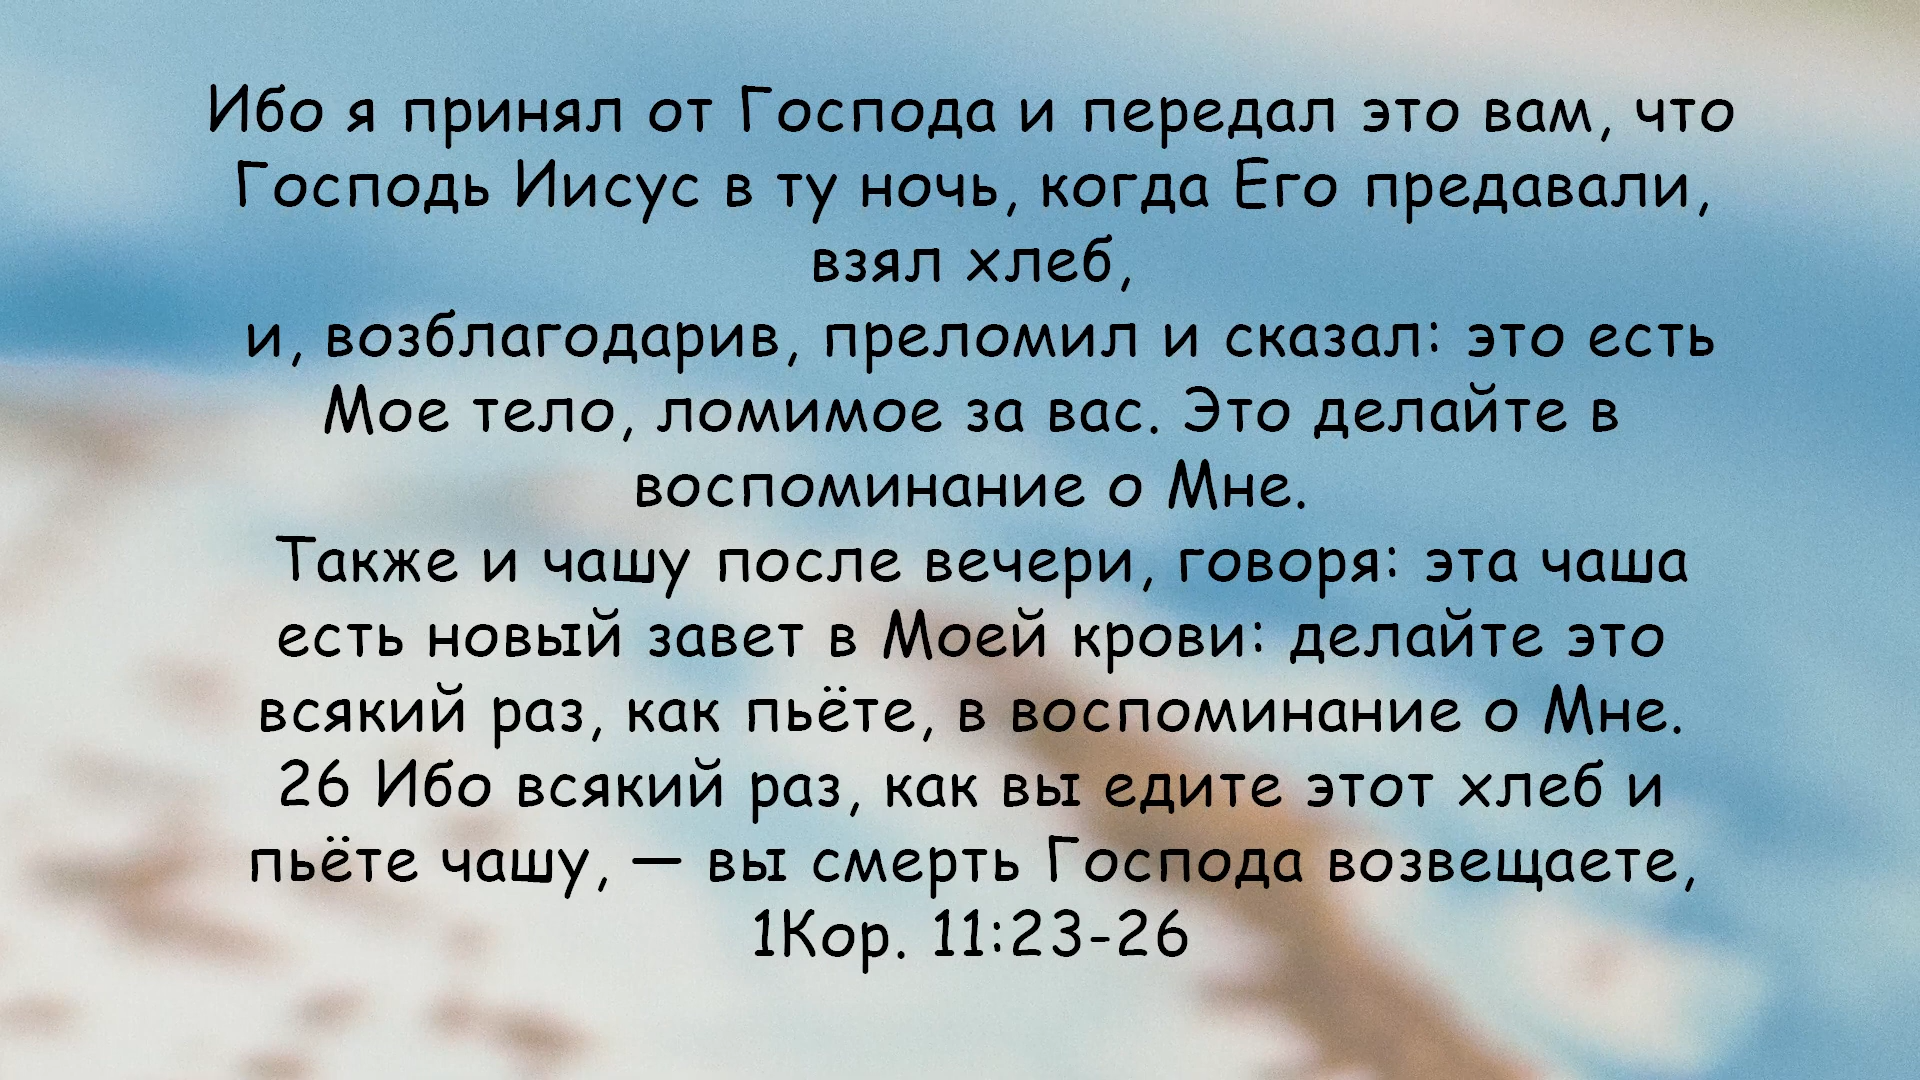 Ибо я принял от Господа и передал это вам, что
Господь Иисус в ту ночь, когда Его предавали,
взял хлеб,
и, возблагодарив, преломил и сказал: это есть
Мое тело, ломимое за вас. Это делайте в
воспоминание о Мне.
Также и чашу после вечери, говоря: эта чаша
есть новый завет в Моей крови: делайте это
всякий раз, как пьёте, в воспоминание о Мне.
26 Ибо всякий раз, как вы едите этот хлеб и
пьёте чашу, — вы смерть Господа возвещаете,
1Кор. 11:23-26